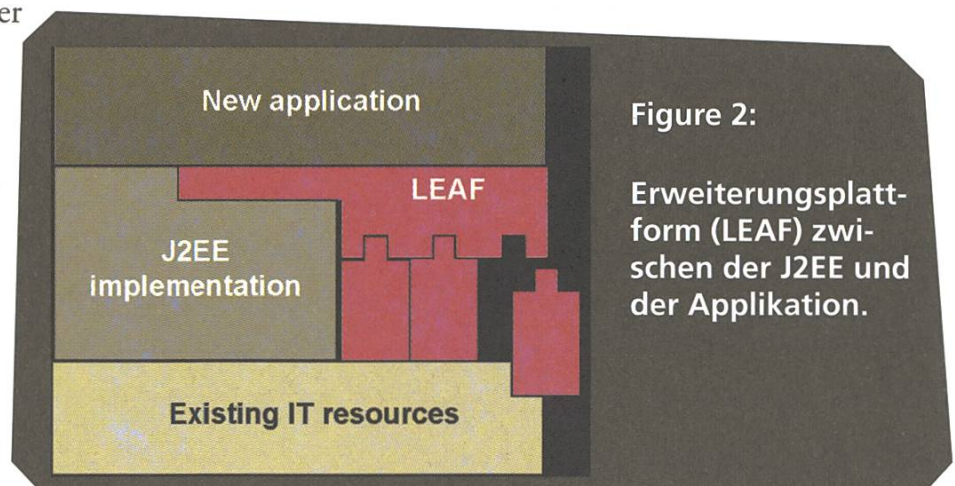 er
New application
LEAF
J2EE
implementation
Existing IT resources
Figure 2:
Erweiterungsplatt-
form (LEAF) zwi-
schen der J2EE und
der Applikation.